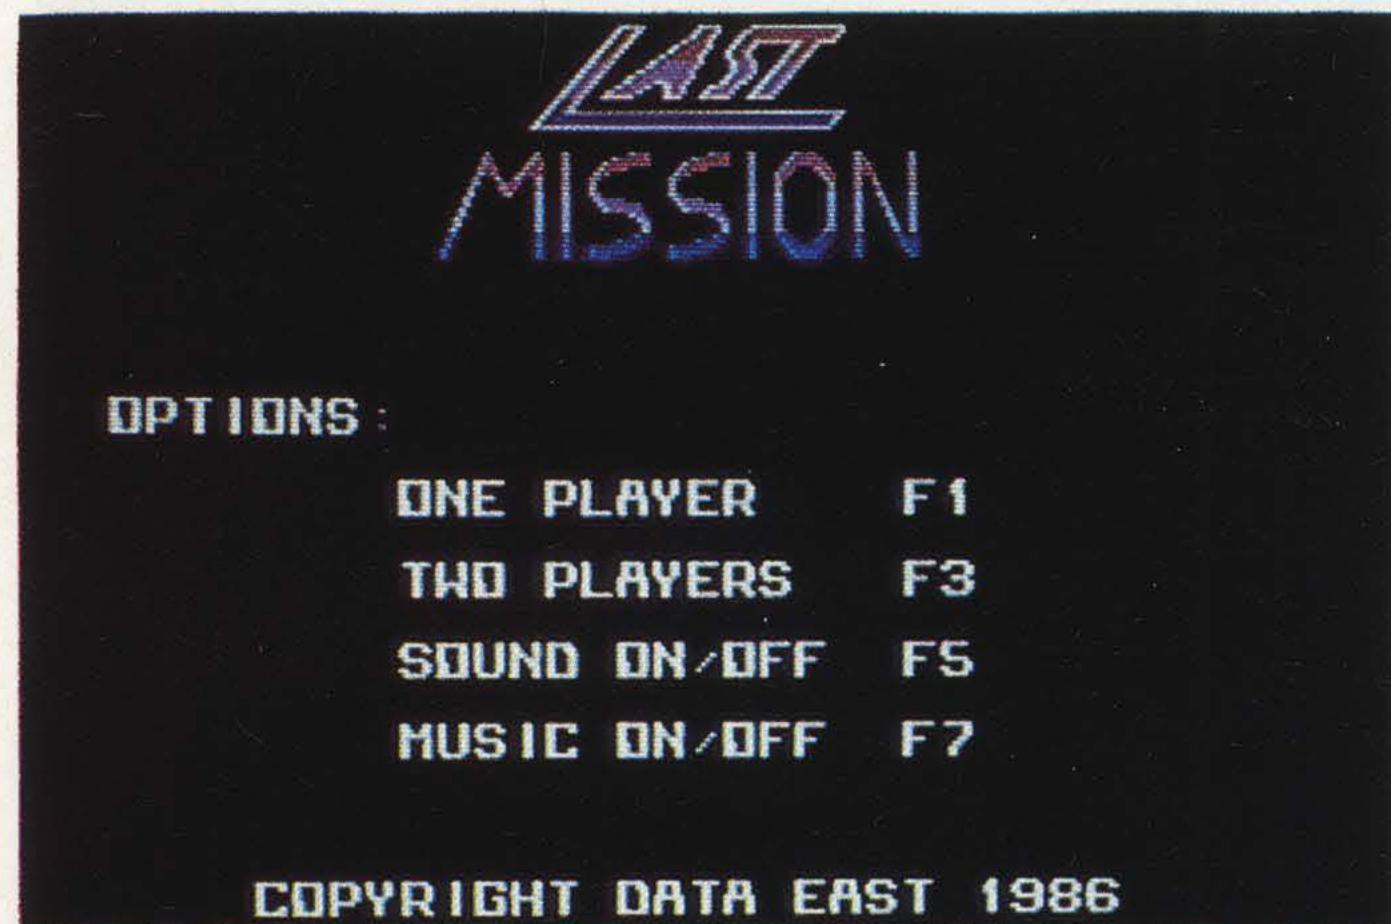 LAST
MISSION
OPTIONS:
ONE PLAYER F1
TWO PLAYERS F3
SOUND ON/OFF F5
MUSIC ON/OFF F7
COPYRIGHT DATA EAST 1986